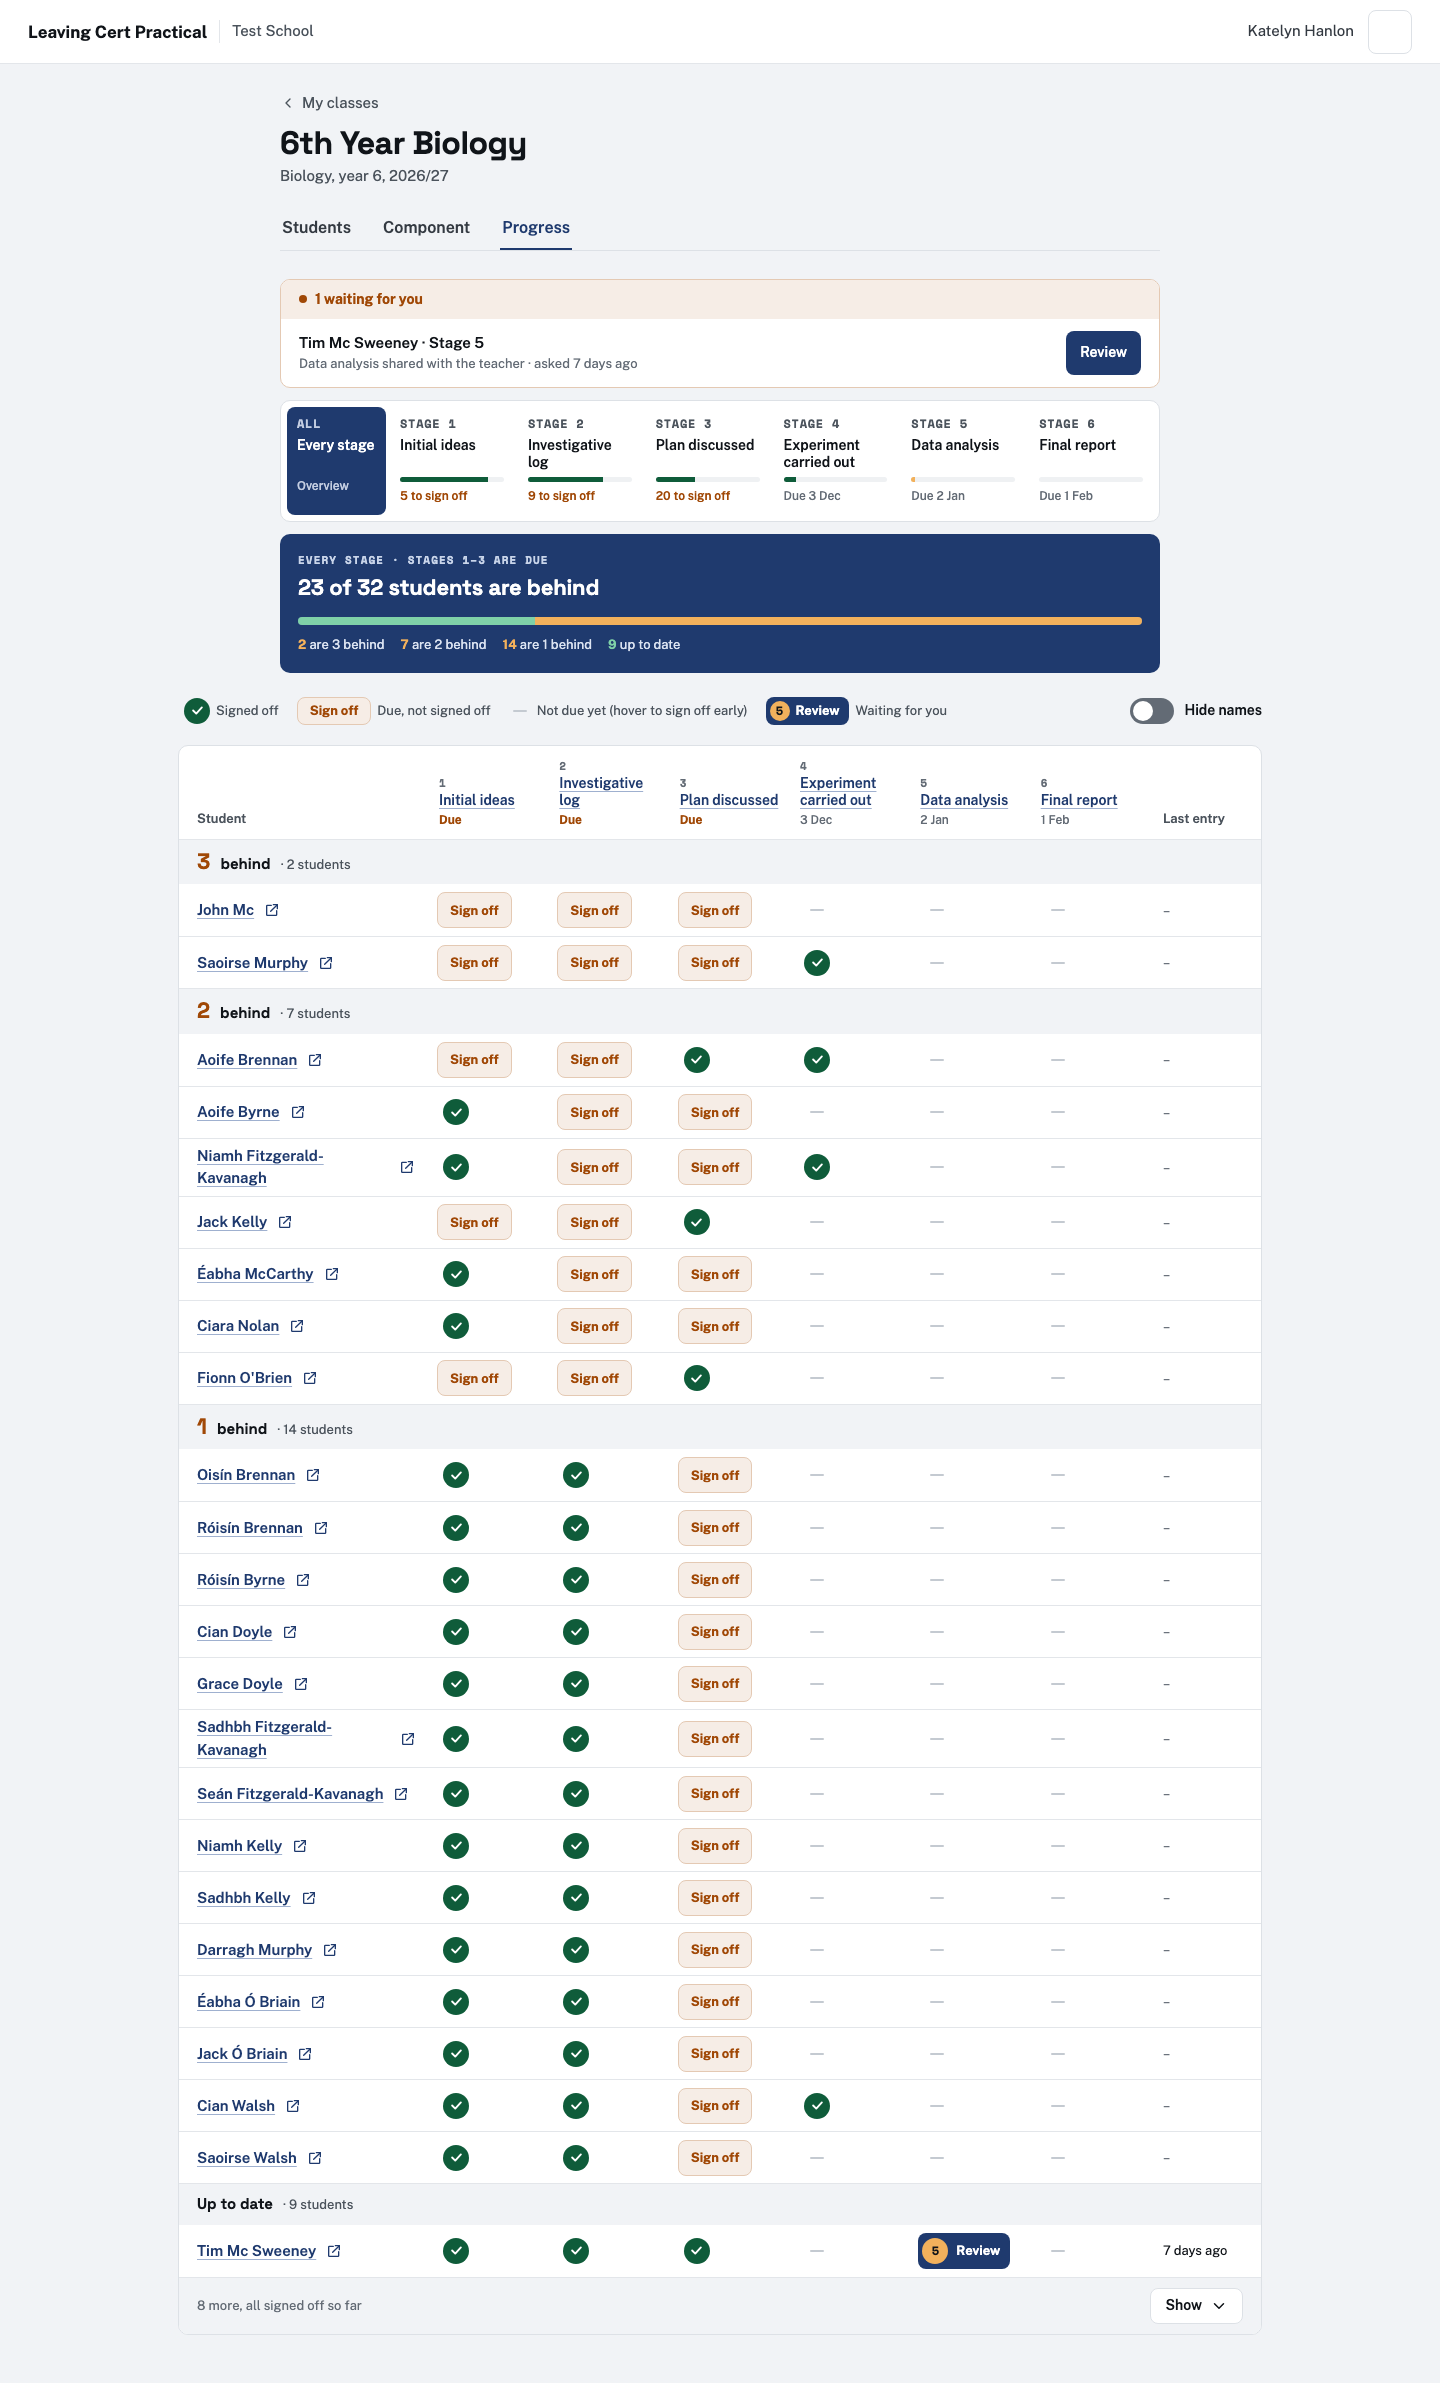 Leaving Cert Practical
Test School
Katelyn Hanlon
My classes
6th Year Biology
Biology, year 6, 2026/27
Students
Component
Progress
1 waiting for you
Tim Mc Sweeney · Stage 5
Data analysis shared with the teacher · asked 7 days ago
Review
ALL
Every stage
Overview
STAGE 1
Initial ideas
5 to sign off
STAGE 2
Investigative
log
9 to sign off
STAGE 3
Plan discussed
20 to sign off
STAGE 4
Experiment
carried out
Due 3 Dec
STAGE 5
Data analysis
Due 2 Jan
STAGE 6
Final report
Due 1 Feb
EVERY STAGE · STAGES 1–3 ARE DUE
23 of 32 students are behind
2 are 3 behind 7 are 2 behind 14 are 1 behind 9 up to date
Signed off
Sign off
Due, not signed off
— Not due yet (hover to sign off early)
5 Review
Waiting for you
Hide names
Student
1
Initial ideas
Due
2
Investigative
log
Due
3
Plan discussed
Due
4
Experiment
carried out
3 Dec
5
Data analysis
2 Jan
6
Final report
1 Feb
Last entry
3 behind · 2 students
John Mc Sign off Sign off Sign off — — — –
Saoirse Murphy Sign off Sign off Sign off — — –
2 behind · 7 students
Aoife Brennan Sign off Sign off — — –
Aoife Byrne Sign off Sign off — — — –
Niamh Fitzgerald-
Kavanagh
Sign off Sign off — — –
Jack Kelly Sign off Sign off — — — –
Éabha McCarthy Sign off Sign off — — — –
Ciara Nolan Sign off Sign off — — — –
Fionn O'Brien Sign off Sign off — — — –
1 behind · 14 students
Oisín Brennan Sign off — — — –
Róisín Brennan Sign off — — — –
Róisín Byrne Sign off — — — –
Cian Doyle Sign off — — — –
Grace Doyle Sign off — — — –
Sadhbh Fitzgerald-
Kavanagh
Sign off — — — –
Seán Fitzgerald-Kavanagh Sign off — — — –
Niamh Kelly Sign off — — — –
Sadhbh Kelly Sign off — — — –
Darragh Murphy Sign off — — — –
Éabha Ó Briain Sign off — — — –
Jack Ó Briain Sign off — — — –
Cian Walsh Sign off — — –
Saoirse Walsh Sign off — — — –
Up to date · 9 students
Tim Mc Sweeney — 5 Review — 7 days ago
8 more, all signed off so far
Show